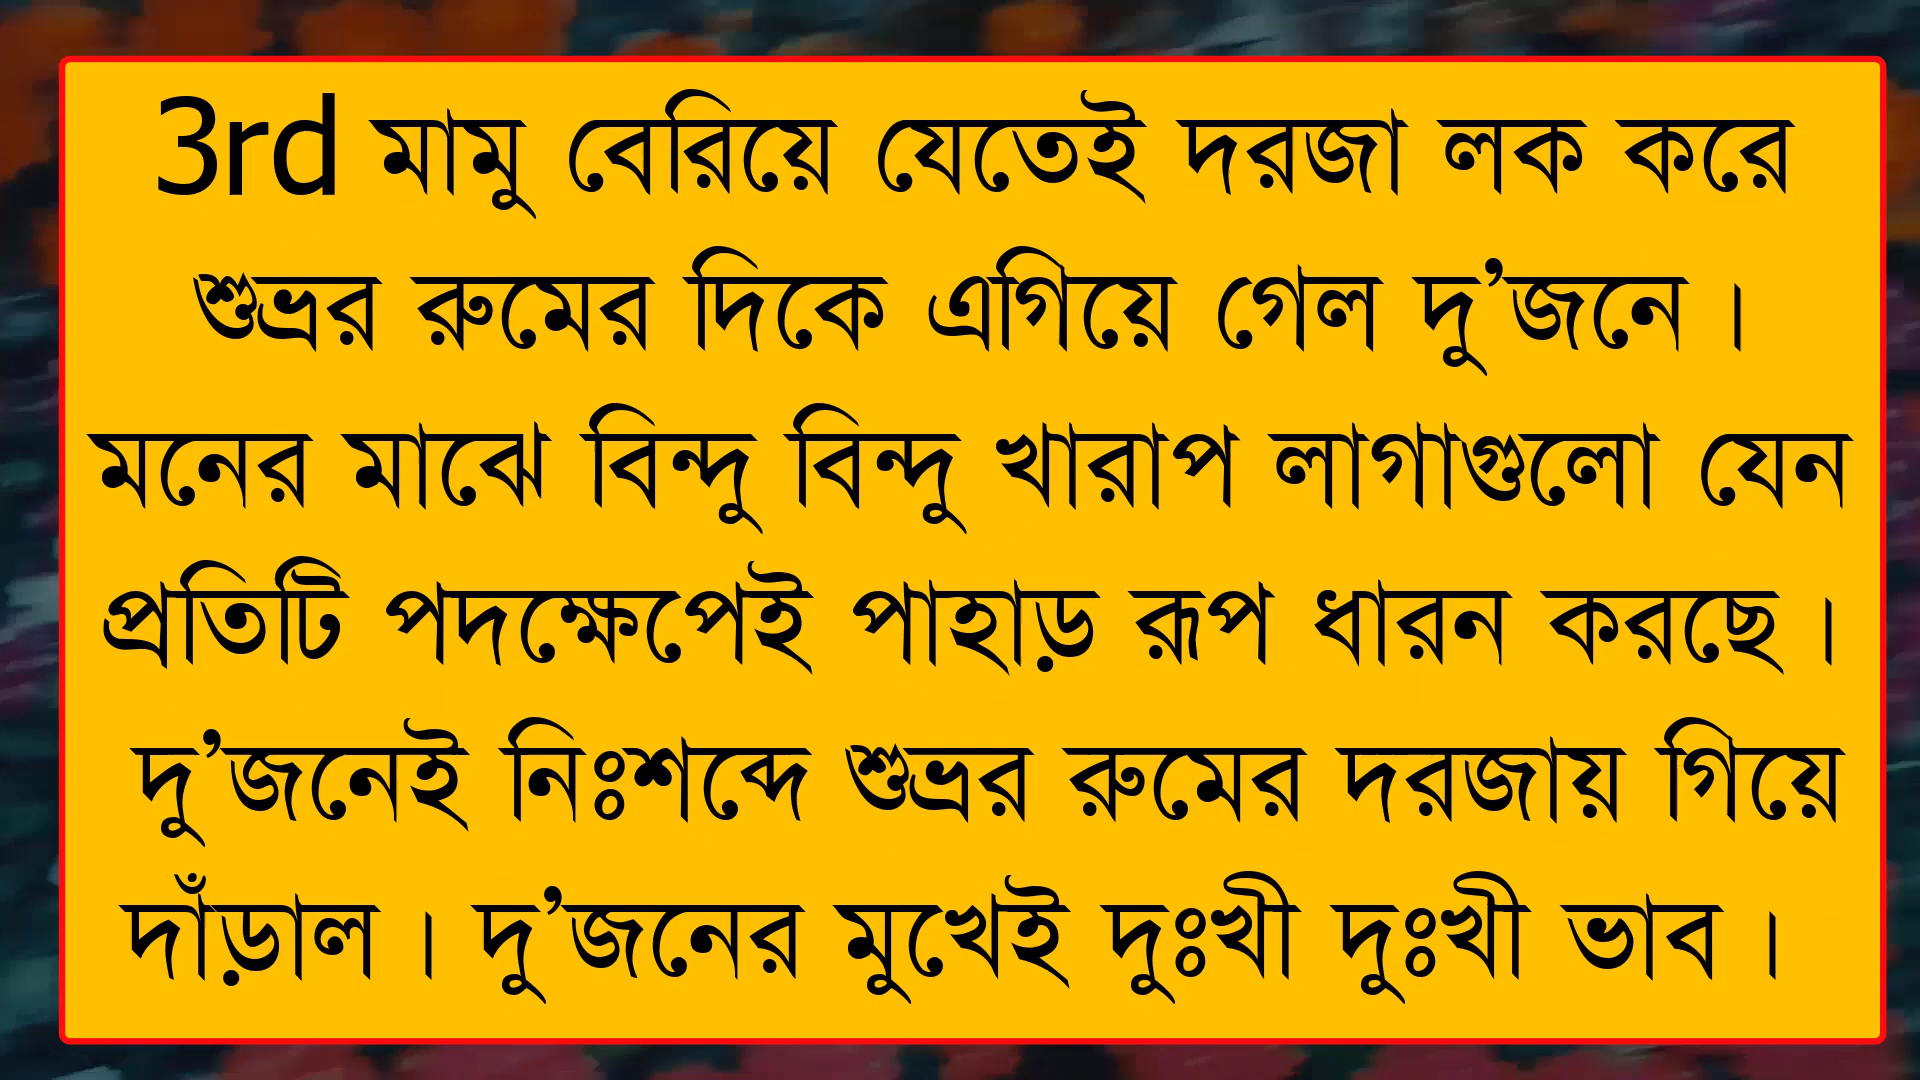 3rd মামু বেরিয়ে যেতেই দরজা লক করে
শুভ্রর রুমের দিকে এগিয়ে গেল দু’জনে ।
মনের মাঝে বিন্দু বিন্দু খারাপ লাগাগুলো যেন
প্রতিটি পদক্ষেপেই পাহাড় রূপ ধারন করছে ।
দু’জনেই নিঃশব্দে শুভ্রর রুমের দরজায় গিয়ে
দাঁড়াল । দু’জনের মুখেই দুঃখী দুঃখী ভাব ।